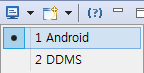 (?)
1 Android
2 DDMS